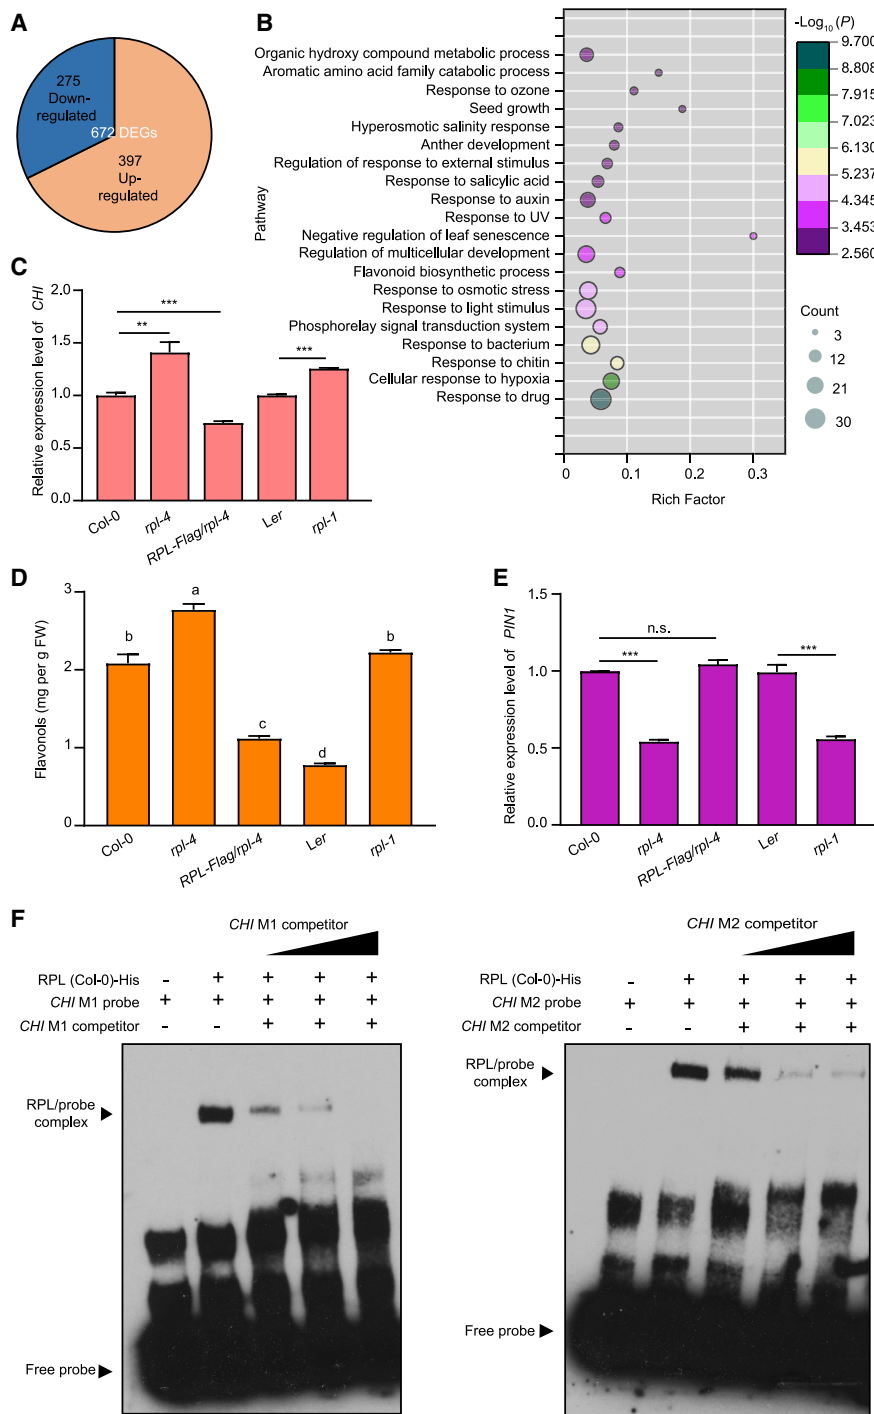 A
275
Down-
regulated
672 DEGs
397
Up-
regulated
B
Pathway
Organic hydroxy compound metabolic process
Aromatic amino acid family catabolic process
Response to ozone
Seed growth
Hyperosmotic salinity response
Anther development
Regulation of response to external stimulus
Response to salicylic acid
Response to auxin
Response to UV
Negative regulation of leaf senescence
Regulation of multicellular development
Flavonoid biosynthetic process
Response to osmotic stress
Response to light stimulus
Phosphorelay signal transduction system
Response to bacterium
Response to chitin
Cellular response to hypoxia
Response to drug
0 0.1 0.2 0.3
Rich Factor
-Log10 (P)
9.700
8.808
7.915
7.023
6.130
5.237
4.345
3.453
2.560
Count
3
12
21
30
C
Relative expression level of CHI
2.0
1.5
1.0
0.5
0.0
***
**
***
Col-0 rpl-4 RPL-Flag/rpl-4 Ler rpl-1
D
Flavonols (mg per g FW)
3
2
1
0
b a c d b
Col-0 rpl-4 RPL-Flag/rpl-4 Ler rpl-1
E
Relative expression level of PIN1
1.5
1.0
0.5
0.0
n.s.
***
***
Col-0 rpl-4 RPL-Flag/rpl-4 Ler rpl-1
F
CHI M1 competitor
RPL (Col-0)-His - + + + +
CHI M1 probe + + + + +
CHI M1 competitor - - + + +
RPL/probe
complex
Free probe
CHI M2 competitor
RPL (Col-0)-His - + + + +
CHI M2 probe + + + + +
CHI M2 competitor - - + + +
RPL/probe
complex
Free probe